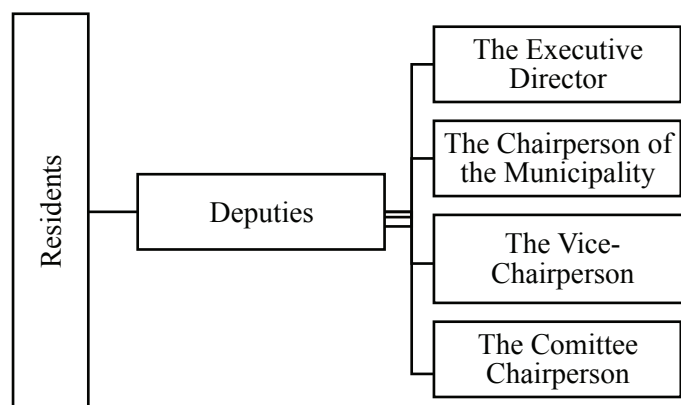 Residents
Deputies
The Executive
Director
The Chairperson of
the Municipality
The Vice-
Chairperson
The Comittee
Chairperson